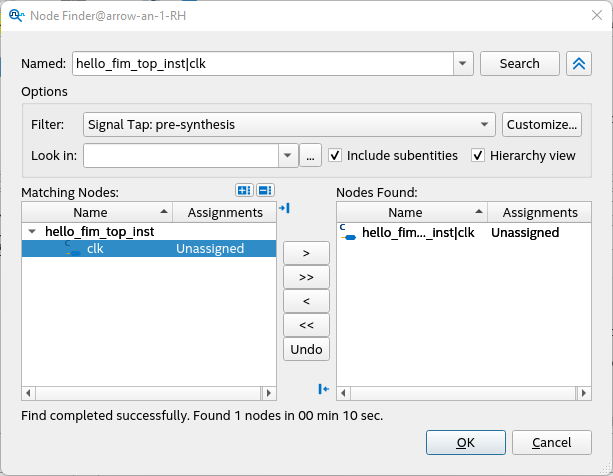 Node Finder@arrow-an-1-RH
Named: hello_fim_top_inst|clk Search
Options
Filter: Signal Tap: pre-synthesis Customize...
Look in: ... Include subentities Hierarchy view
Matching Nodes: Nodes Found:
Name Assignments Name Assignments
hello_fim_top_inst hello_fim..._inst|clk Unassigned
clk Unassigned
>
>>
<
<<
Undo
Find completed successfully. Found 1 nodes in 00 min 10 sec.
OK Cancel